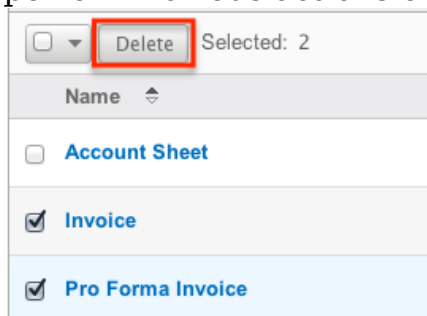 Delete Selected: 2
Name
Account Sheet
Invoice
Pro Forma Invoice